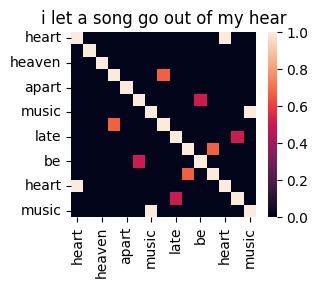 i let a song go out of my hear
heart
heaven
apart
music
late
be
heart
music
1.0
0.8
0.6
0.4
0.2
0.0
heart
heaven
apart
music
late
be
heart
music